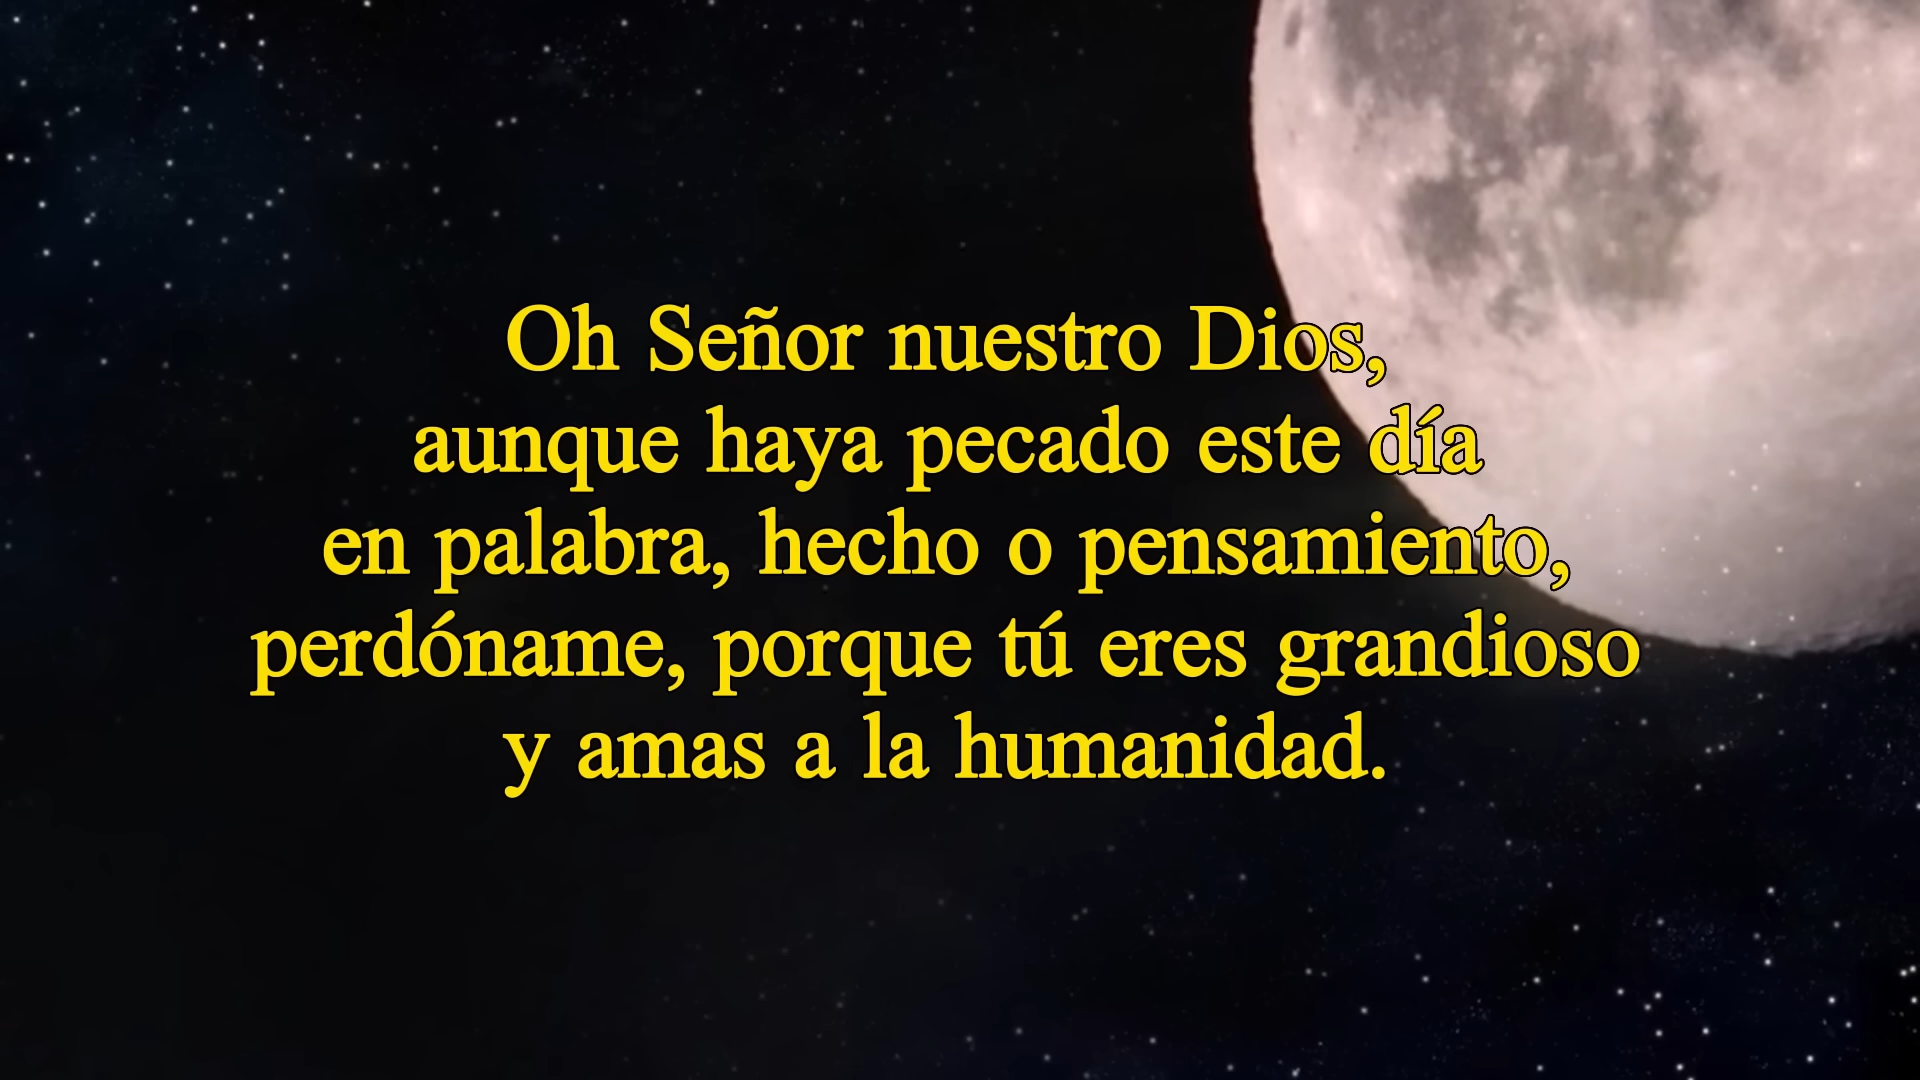 Oh Señor nuestro Dios,
aunque haya pecado este día
en palabra, hecho o pensamiento,
perdóname, porque tú eres grandioso
y amas a la humanidad.